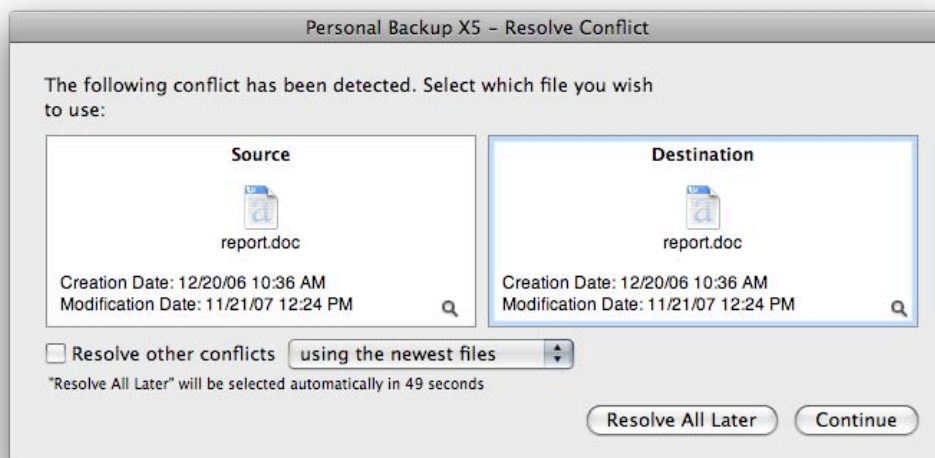 Personal Backup X5 – Resolve Conflict
The following conflict has been detected. Select which file you wish
to use:
Source
report.doc
Creation Date: 12/20/06 10:36 AM
Modification Date: 11/21/07 12:24 PM
Destination
report.doc
Creation Date: 12/20/06 10:36 AM
Modification Date: 11/21/07 12:24 PM
Resolve other conflicts using the newest files
"Resolve All Later" will be selected automatically in 49 seconds
Resolve All Later Continue